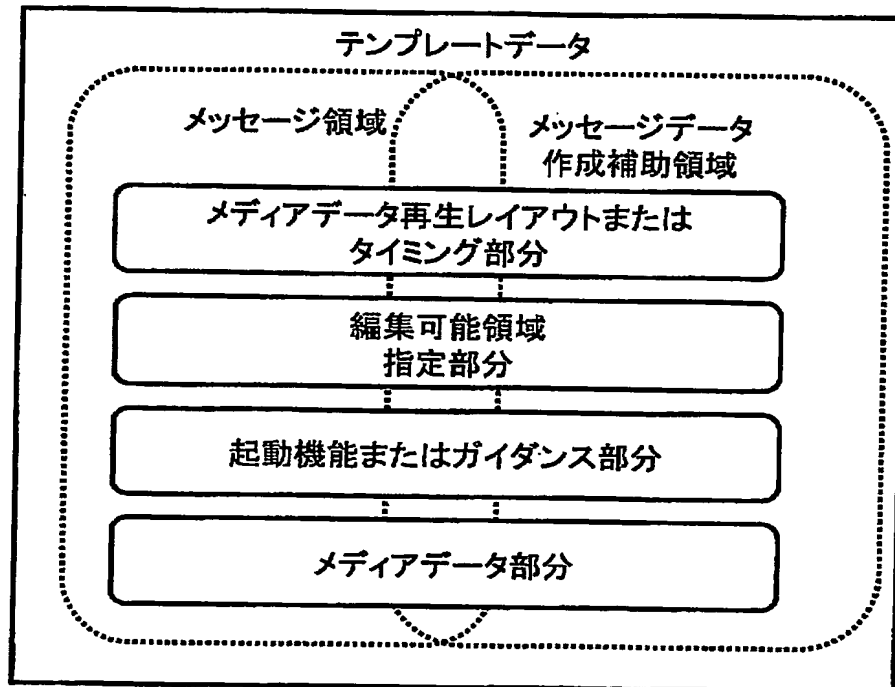 テンプレートデータ
メッセージ領域
メッセージデータ
作成補助領域
メディアデータ再生レイアウトまたは
タイミング部分
編集可能領域
指定部分
起動機能またはガイダンス部分
メディアデータ部分